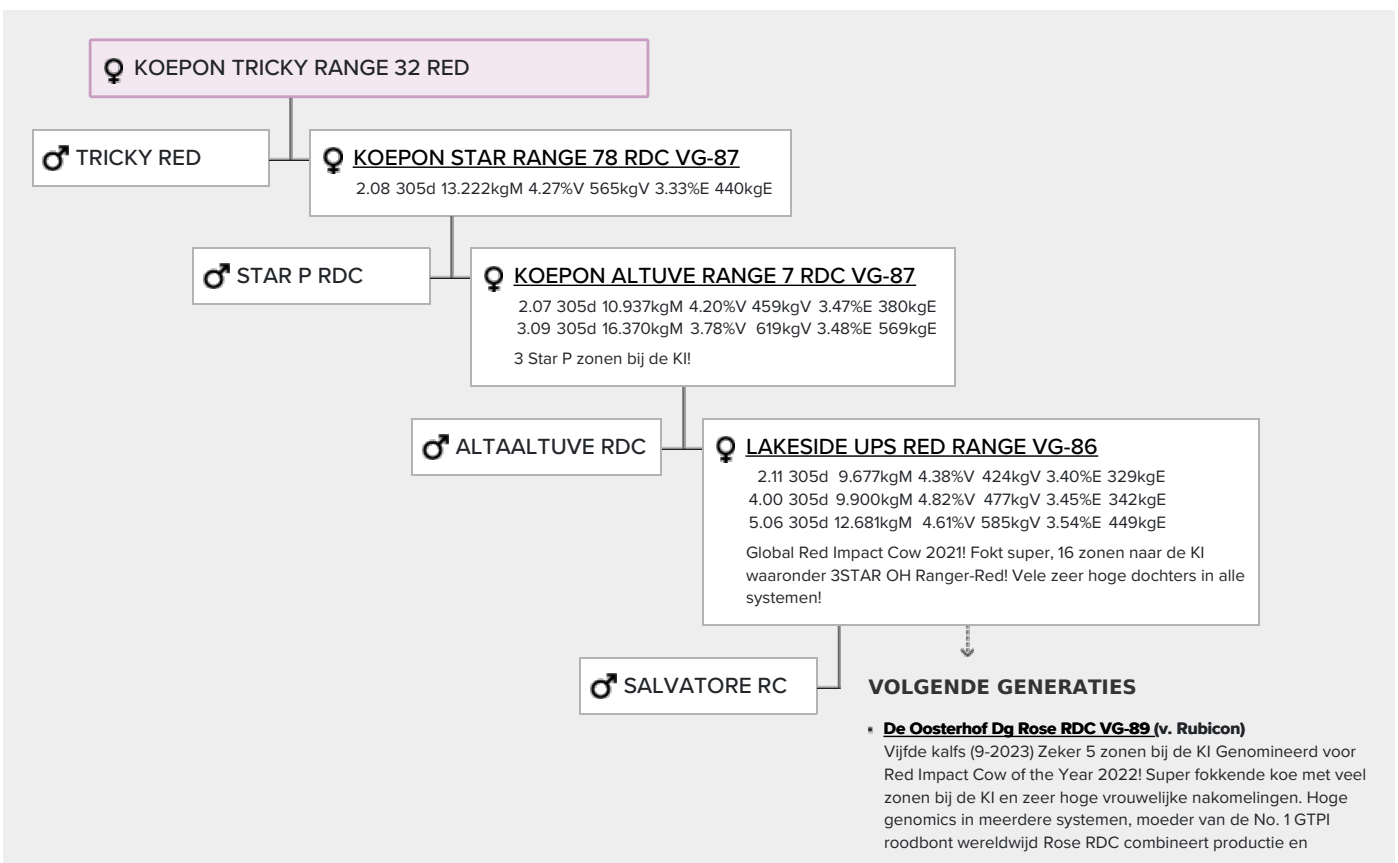 KOEPON TRICKY RANGE 32 RED
TRICKY RED
KOEPON STAR RANGE 78 RDC VG-87
2.08 305d 13.222kgM 4.27%V 565kgV 3.33%E 440kgE
STAR P RDC
KOEPON ALTUVE RANGE 7 RDC VG-87
2.07 305d 10.937kgM 4.20%V 459kgV 3.47%E 380kgE
3.09 305d 16.370kgM 3.78%V 619kgV 3.48%E 569kgE
3 Star P zonen bij de KI!
ALTAALTUVE RDC
LAKESIDE UPS RED RANGE VG-86
2.11 305d 9.677kgM 4.38%V 424kgV 3.40%E 329kgE
4.00 305d 9.900kgM 4.82%V 477kgV 3.45%E 342kgE
5.06 305d 12.681kgM 4.61%V 585kgV 3.54%E 449kgE
Global Red Impact Cow 2021! Fokt super, 16 zonen naar de KI
waaronder 3STAR OH Ranger-Red! Vele zeer hoge dochters in alle
systemen!
SALVATORE RC
VOLGENDE GENERATIES
De Oosterhof Dg Rose RDC VG-89 (v. Rubicon)
Vijfde kalfs (9-2023) Zeker 5 zonen bij de KI Genomineerd voor
Red Impact Cow of the Year 2022! Super fokkende koe met veel
zonen bij de KI en zeer hoge vrouwelijke nakomelingen. Hoge
genomics in meerdere systemen, moeder van de No. 1 GTPI
roodbont wereldwijd Rose RDC combineert productie en